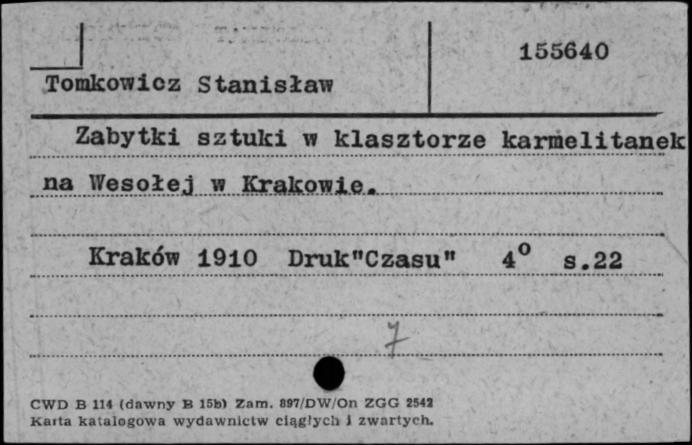 155640
Tomkowicz Stanisław
Zabytki sztuki w klasztorze karmelitanek
na Wesołej w Krakowie.
Kraków 1910 Druk"Czasu" 4° s.22
7
CWD B 114 (dawny B 15b) Zam. 897/DW/On ZGG 2542
Karta katalogowa wydawnictw ciągłych i zwartych.